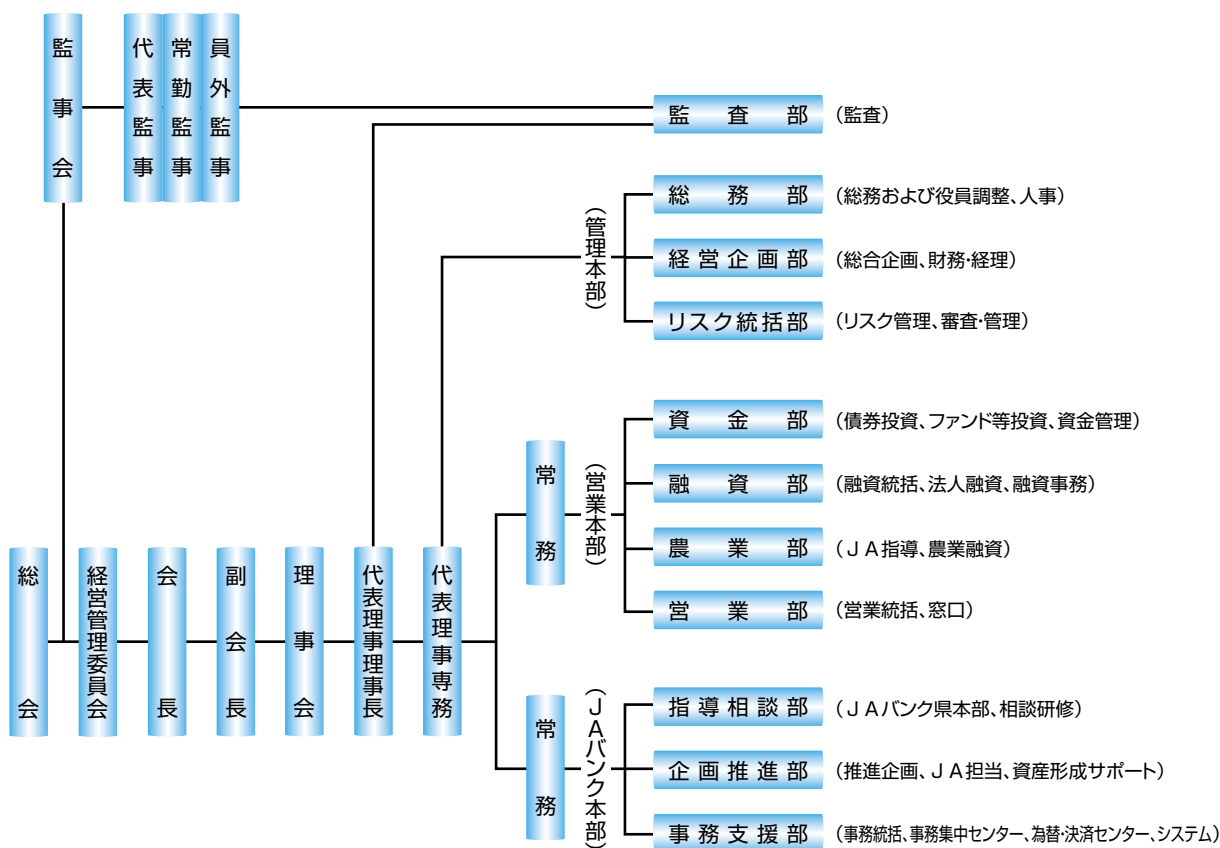 監事会
代表監事
常勤監事
員外監事
監査部 (監査)
(管理本部)
総務部 (総務および役員調整、人事)
経営企画部 (総合企画、財務・経理)
リスク統括部 (リスク管理、審査・管理)
総会
経営管理委員会
会長
副会長
理事会
代表理事理事長
代表理事専務
常務
(営業本部)
資金部 (債券投資、ファンド等投資、資金管理)
融資部 (融資統括、法人融資、融資事務)
農業部 (JA指導、農業融資)
営業部 (営業統括、窓口)
常務
(JAバンク本部)
指導相談部 (JAバンク県本部、相談研修)
企画推進部 (推進企画、JA担当、資産形成サポート)
事務支援部 (事務統括、事務集中センター、為替・決済センター、システム)